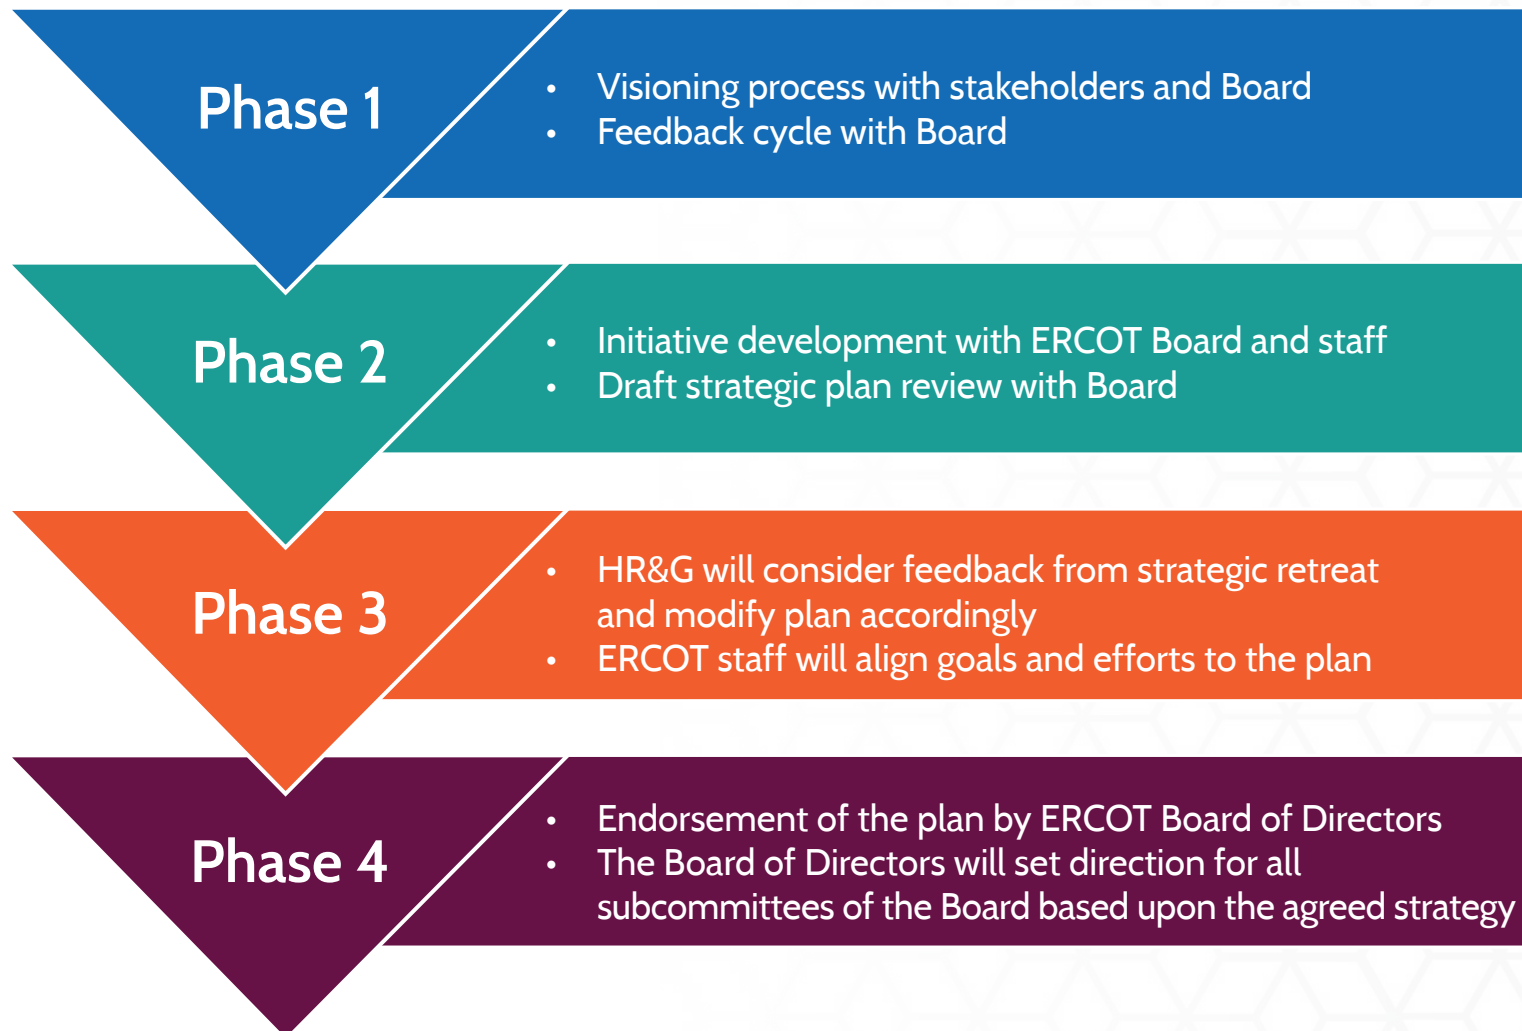 Phase 1
• Visioning process with stakeholders and Board
• Feedback cycle with Board
Phase 2
• Initiative development with ERCOT Board and staff
• Draft strategic plan review with Board
Phase 3
• HR&G will consider feedback from strategic retreat
and modify plan accordingly
• ERCOT staff will align goals and efforts to the plan
Phase 4
• Endorsement of the plan by ERCOT Board of Directors
• The Board of Directors will set direction for all
subcommittees of the Board based upon the agreed strategy